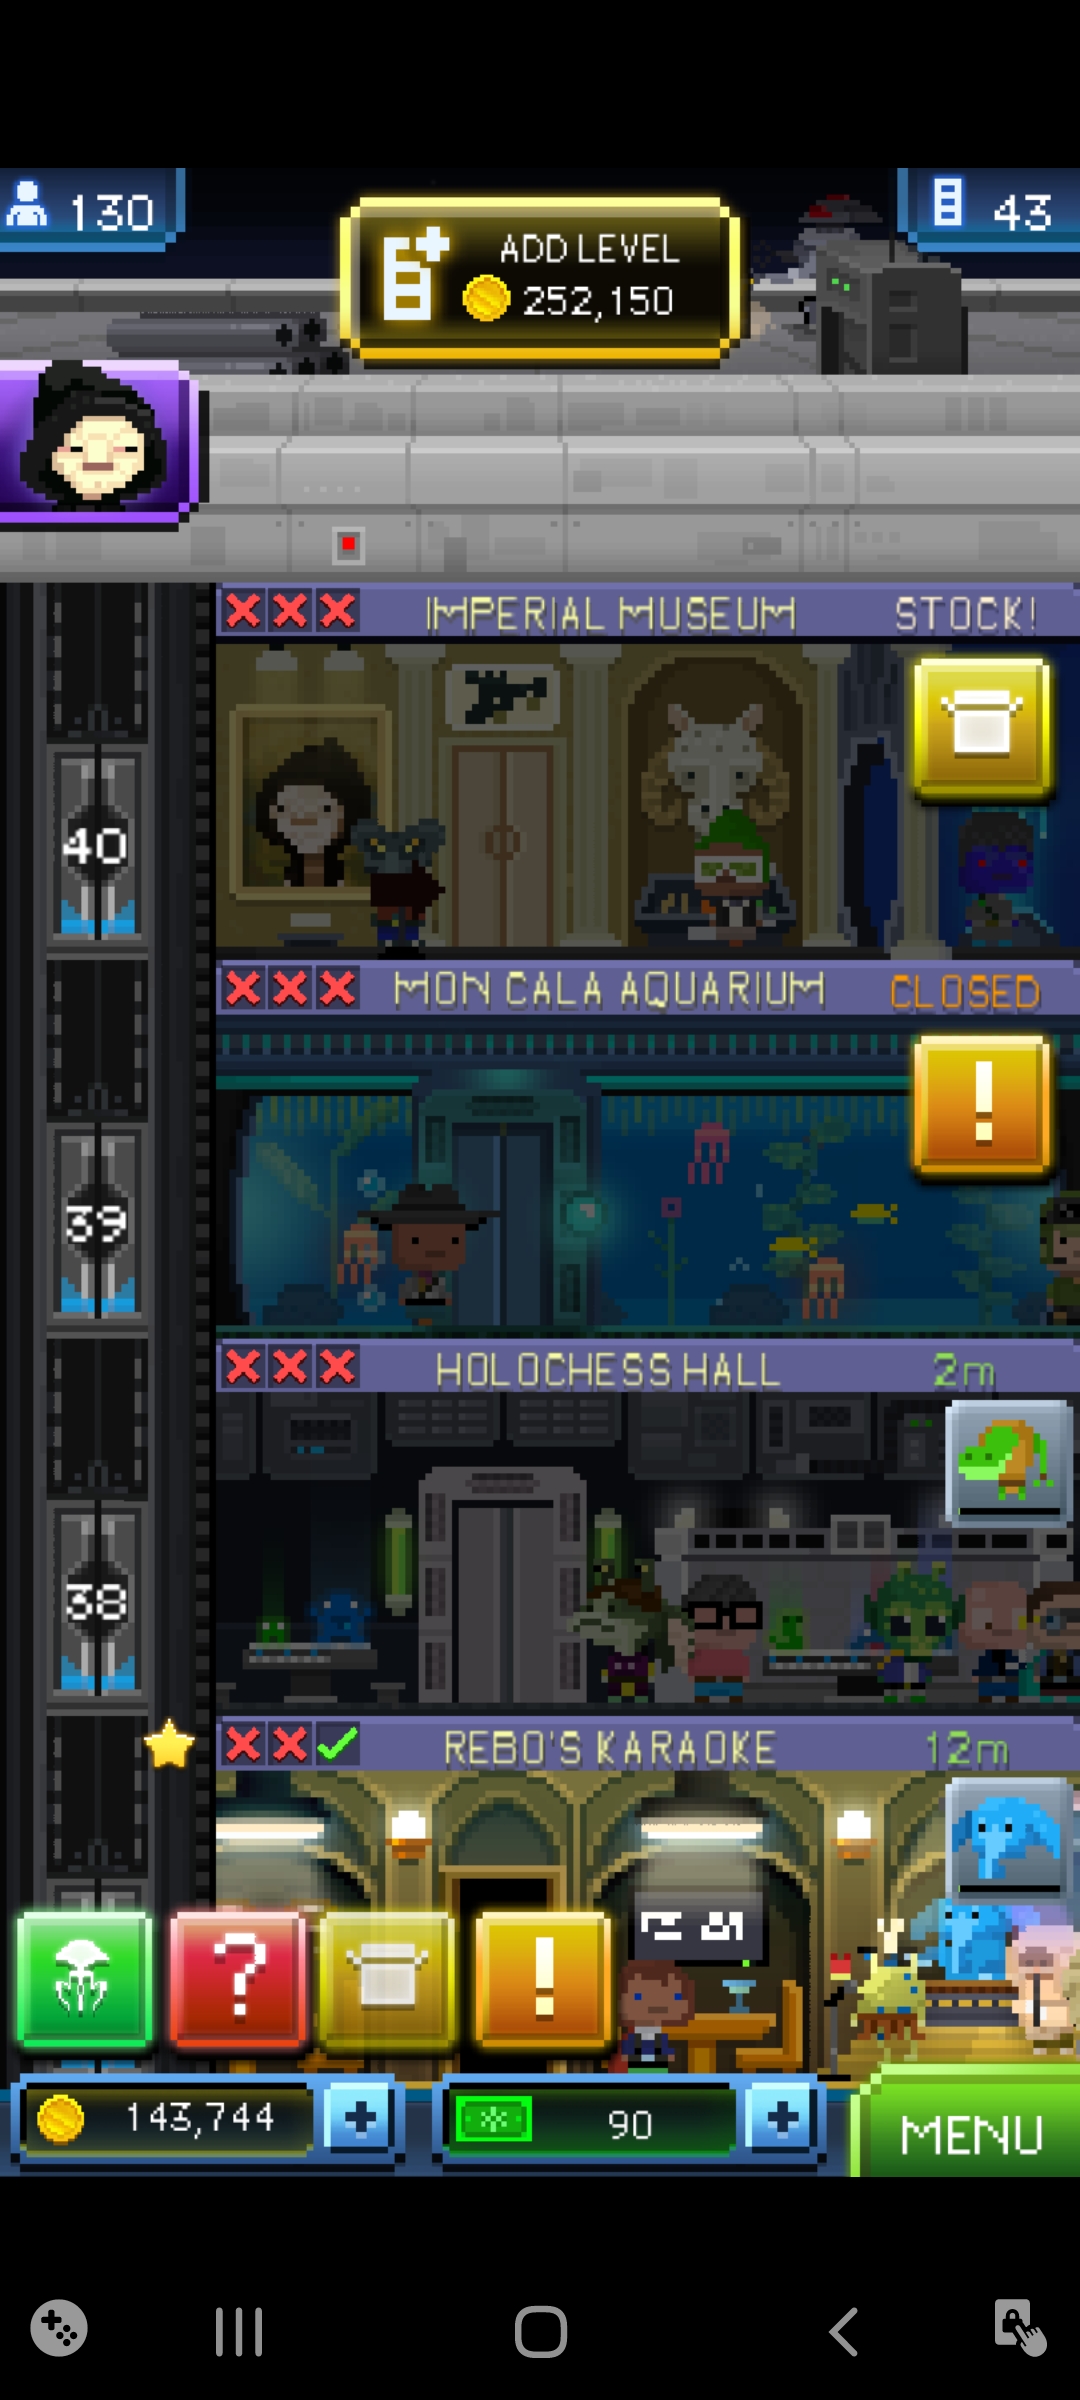 130
ADD LEVEL
252,150
43
IMPERIAL MUSEUM STOCK!
40
MON CALA AQUARIUM CLOSED
!
39
HOLOCHESS HALL 2m
38
REBO'S KARAOKE 12m
? !
143,744 + 90 + MENU